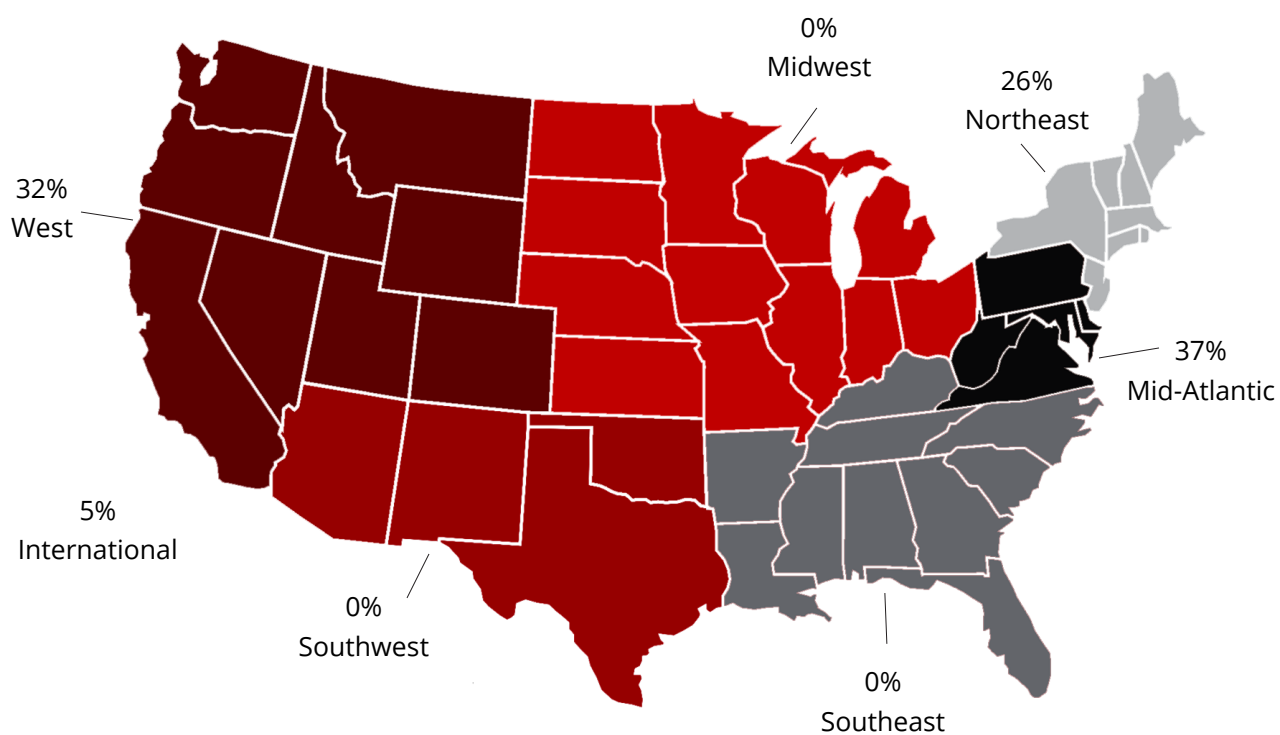 0%
Midwest
26%
Northeast
32%
West
37%
Mid-Atlantic
5%
International
0%
Southwest
0%
Southeast